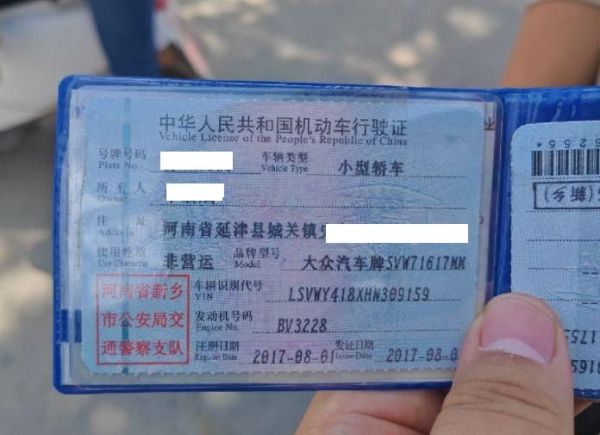 中华人民共和国机动车行驶证
Vehicle License of the People's Republic of China
号牌号码 车辆类型 小型轿车
Plate No. Vehicle Type
所有人
Owner
住址 河南省延津县城关镇
Address
使用性质 非营运 品牌型号 大众汽车牌SVW71617MM
Use Character Model
车辆识别代号 LSVWY418XHN309159
VIN
发动机号码 BV3228
Engine No.
注册日期 2017-08-01 发证日期 2017-08-0
Register Date Issue Date
河南省新乡
市公安局交
通警察支队